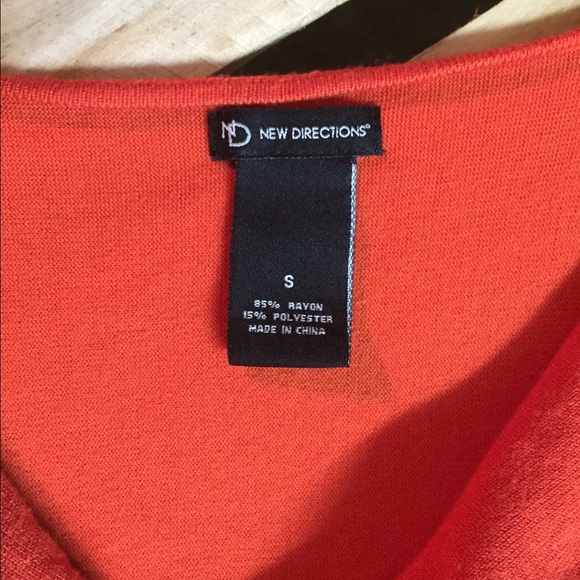 ND NEW DIRECTIONS®
S
85% RAYON
15% POLYESTER
MADE IN CHINA